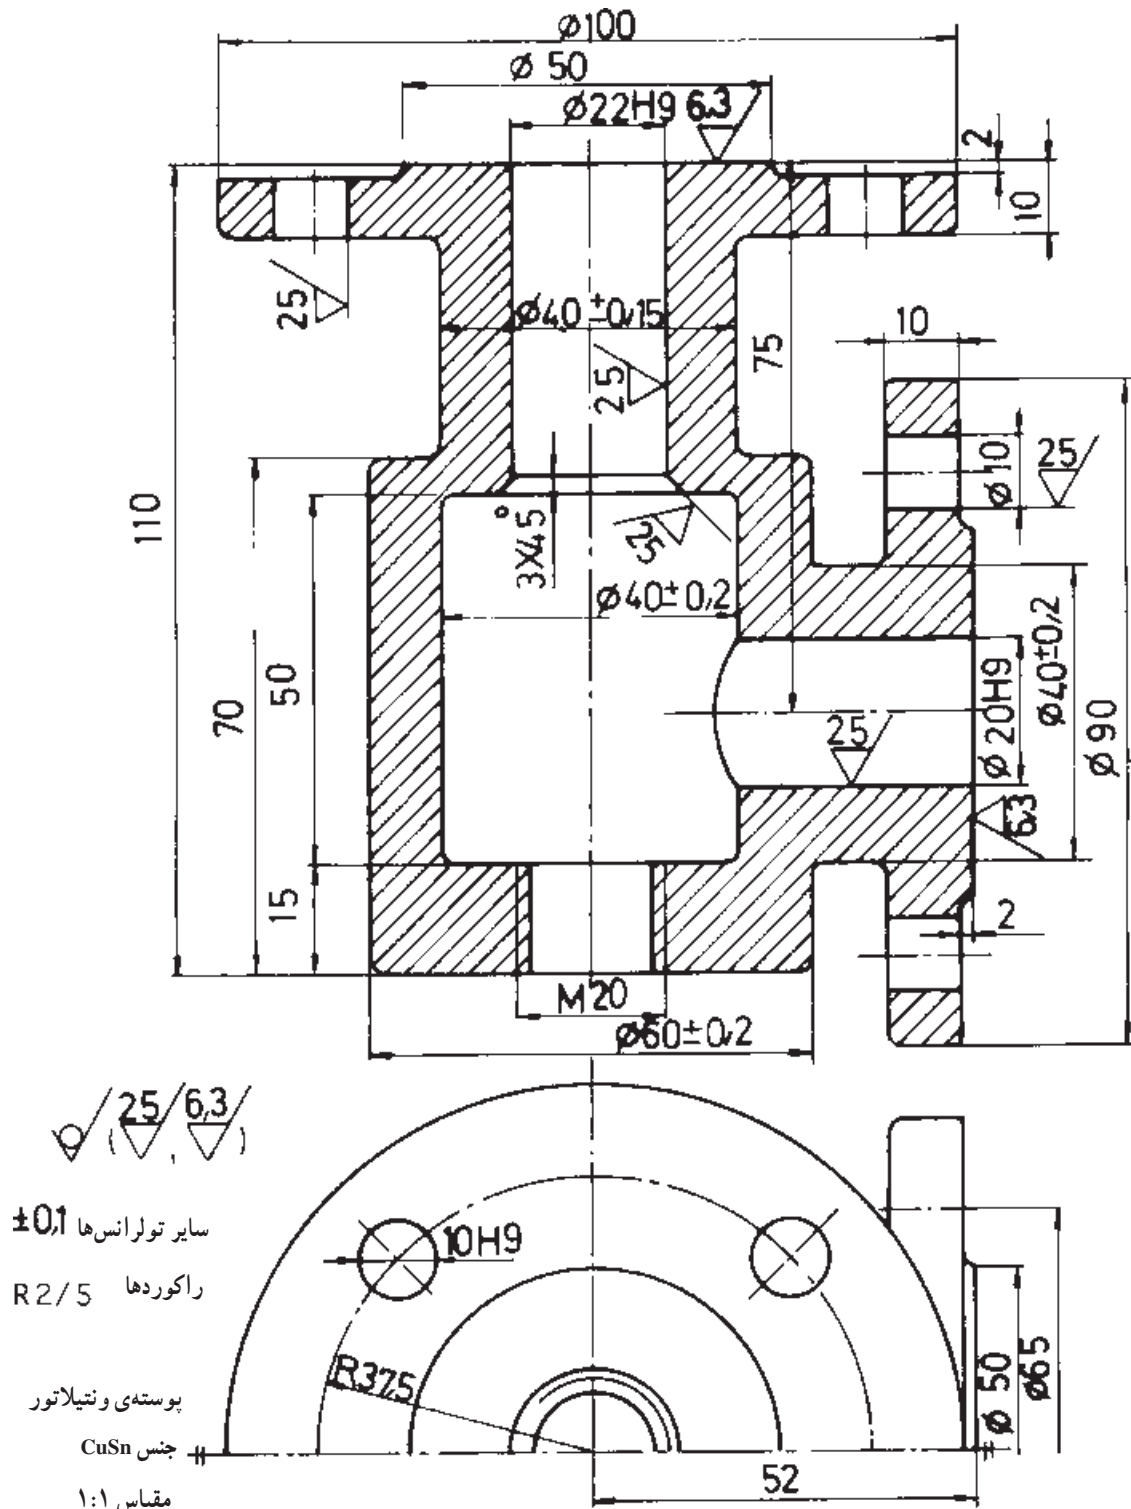 Ø100
Ø 50
Ø22H9
6,3
2
10
25
Ø40 ±0,15
75
25
10
Ø10
25
110
3X45°
25
Ø40±0,2
70
50
15
25
Ø 20H9
Ø40±0,2
Ø 90
6,3
2
M20
Ø60±0,2
25 6,3
( , )
سایر تولرانس‌ها ±0,1
راکوردها R2/5
10H9
R37,5
Ø 50
Ø65
52
پوسته‌ی ونتیلاتور
جنس CuSn
مقیاس ۱:۱